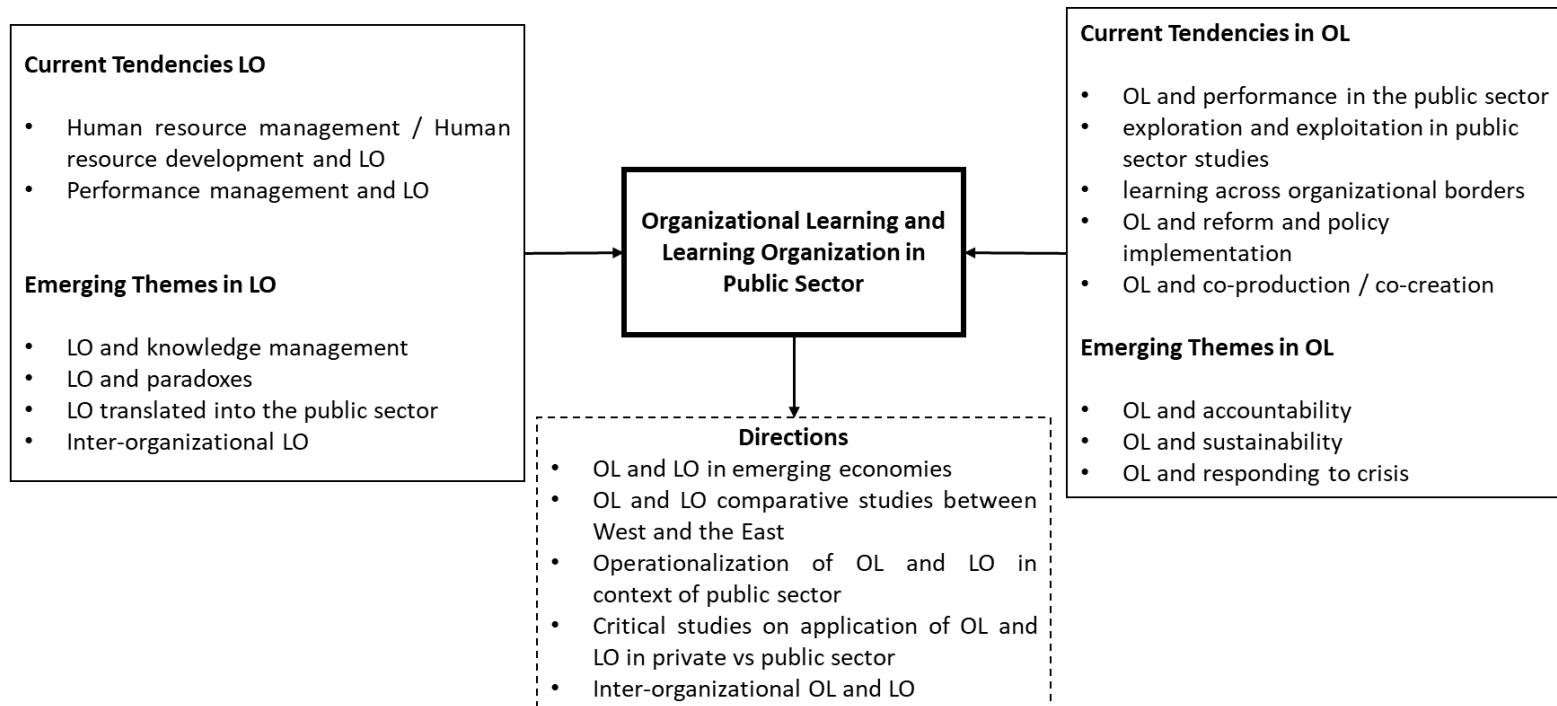 Current Tendencies LO
• Human resource management / Human
resource development and LO
• Performance management and LO
Emerging Themes in LO
• LO and knowledge management
• LO and paradoxes
• LO translated into the public sector
• Inter-organizational LO
Organizational Learning and
Learning Organization in
Public Sector
Current Tendencies in OL
• OL and performance in the public sector
• exploration and exploitation in public
sector studies
• learning across organizational borders
• OL and reform and policy
implementation
• OL and co-production / co-creation
Emerging Themes in OL
• OL and accountability
• OL and sustainability
• OL and responding to crisis
Directions
• OL and LO in emerging economies
• OL and LO comparative studies between
West and the East
• Operationalization of OL and LO in
context of public sector
• Critical studies on application of OL and
LO in private vs public sector
• Inter-organizational OL and LO